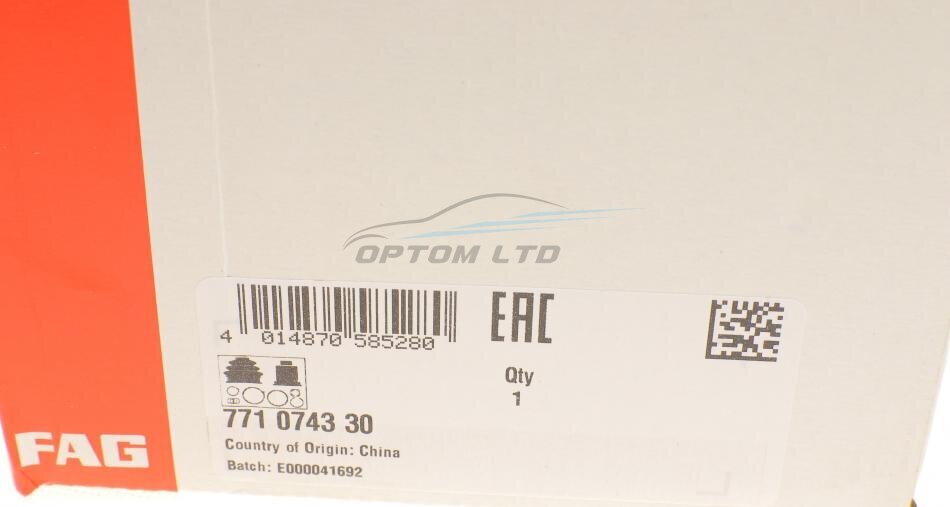 OPTOM LTD
EAC
4 014870 585280
Qty
1
771 0743 30
Country of Origin: China
Batch: E000041692
FAG